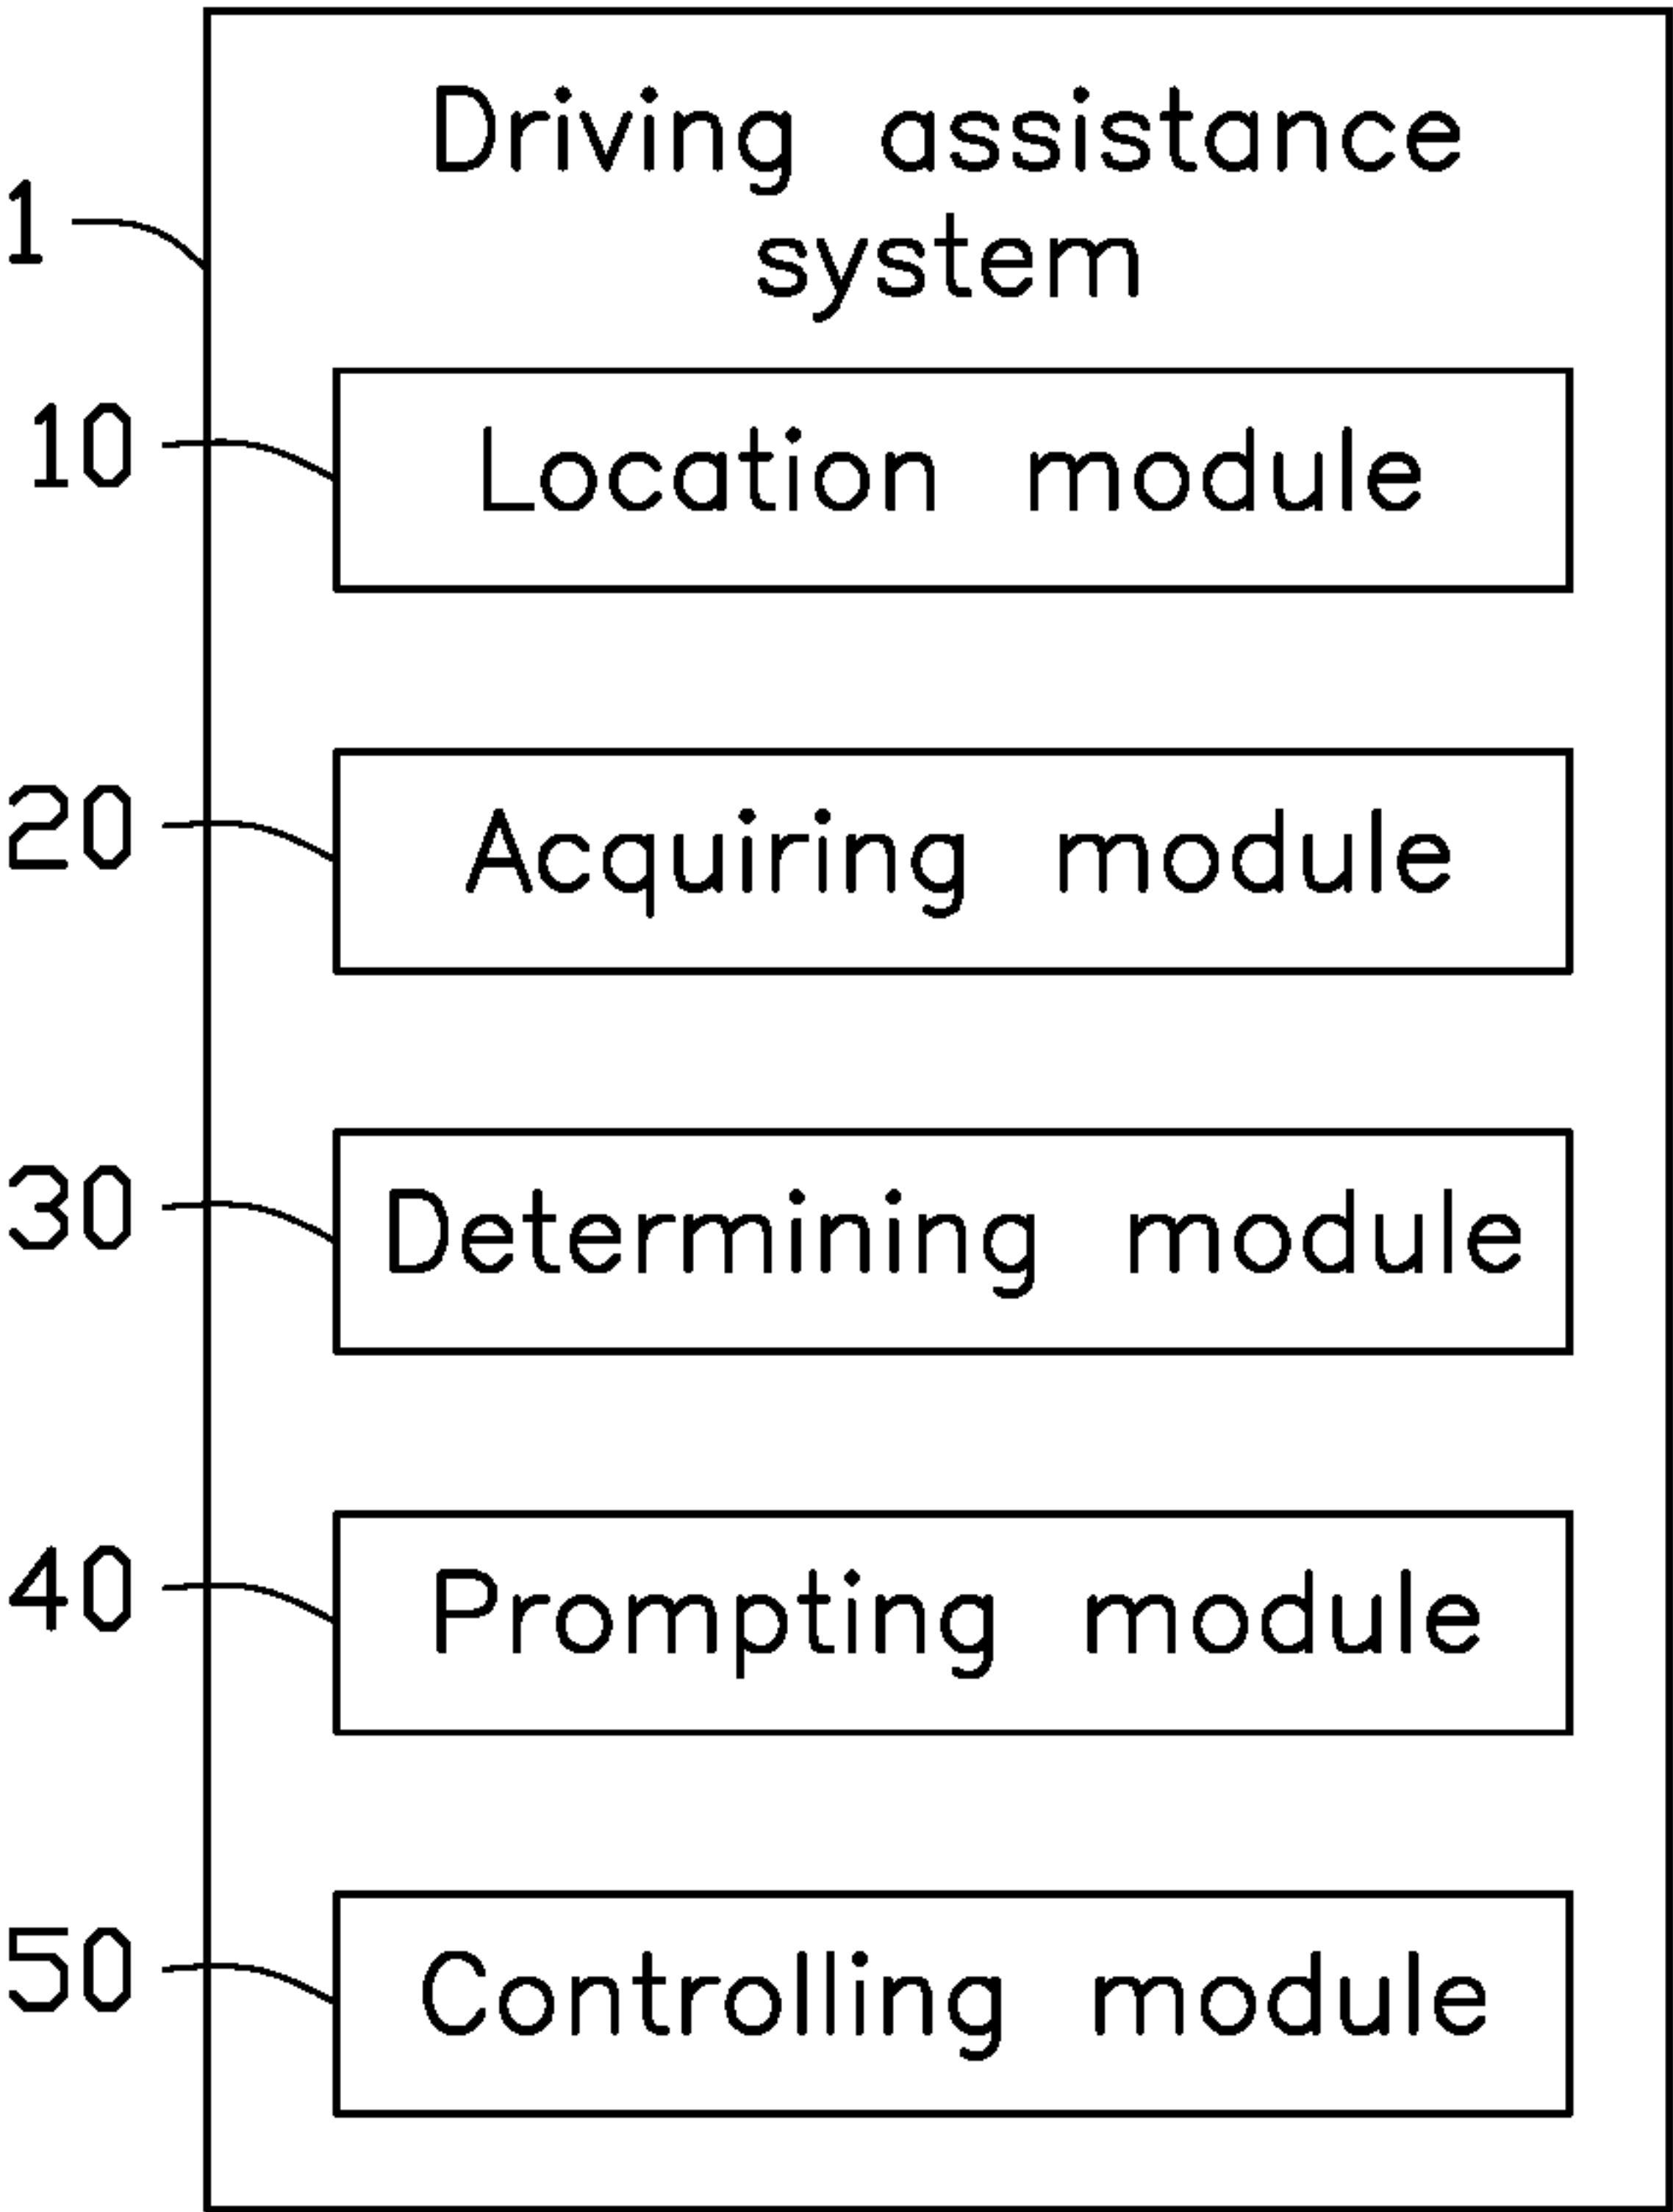 Driving assistance
system
1
10
Location module
20
Acquiring module
30
Determining module
40
Prompting module
50
Controlling module